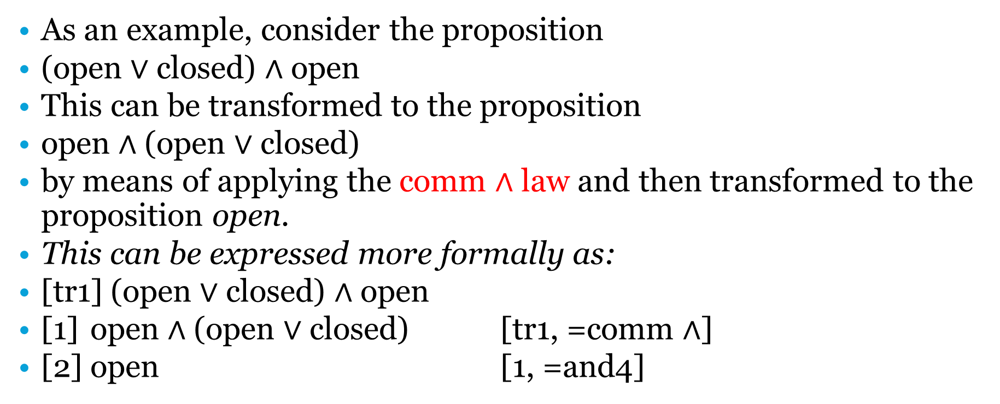 • As an example, consider the proposition
• (open ∨ closed) ∧ open
• This can be transformed to the proposition
• open ∧ (open ∨ closed)
• by means of applying the comm ∧ law and then transformed to the
proposition open.
• This can be expressed more formally as:
• [tr1] (open ∨ closed) ∧ open
• [1] open ∧ (open ∨ closed) [tr1, =comm ∧]
• [2] open [1, =and4]